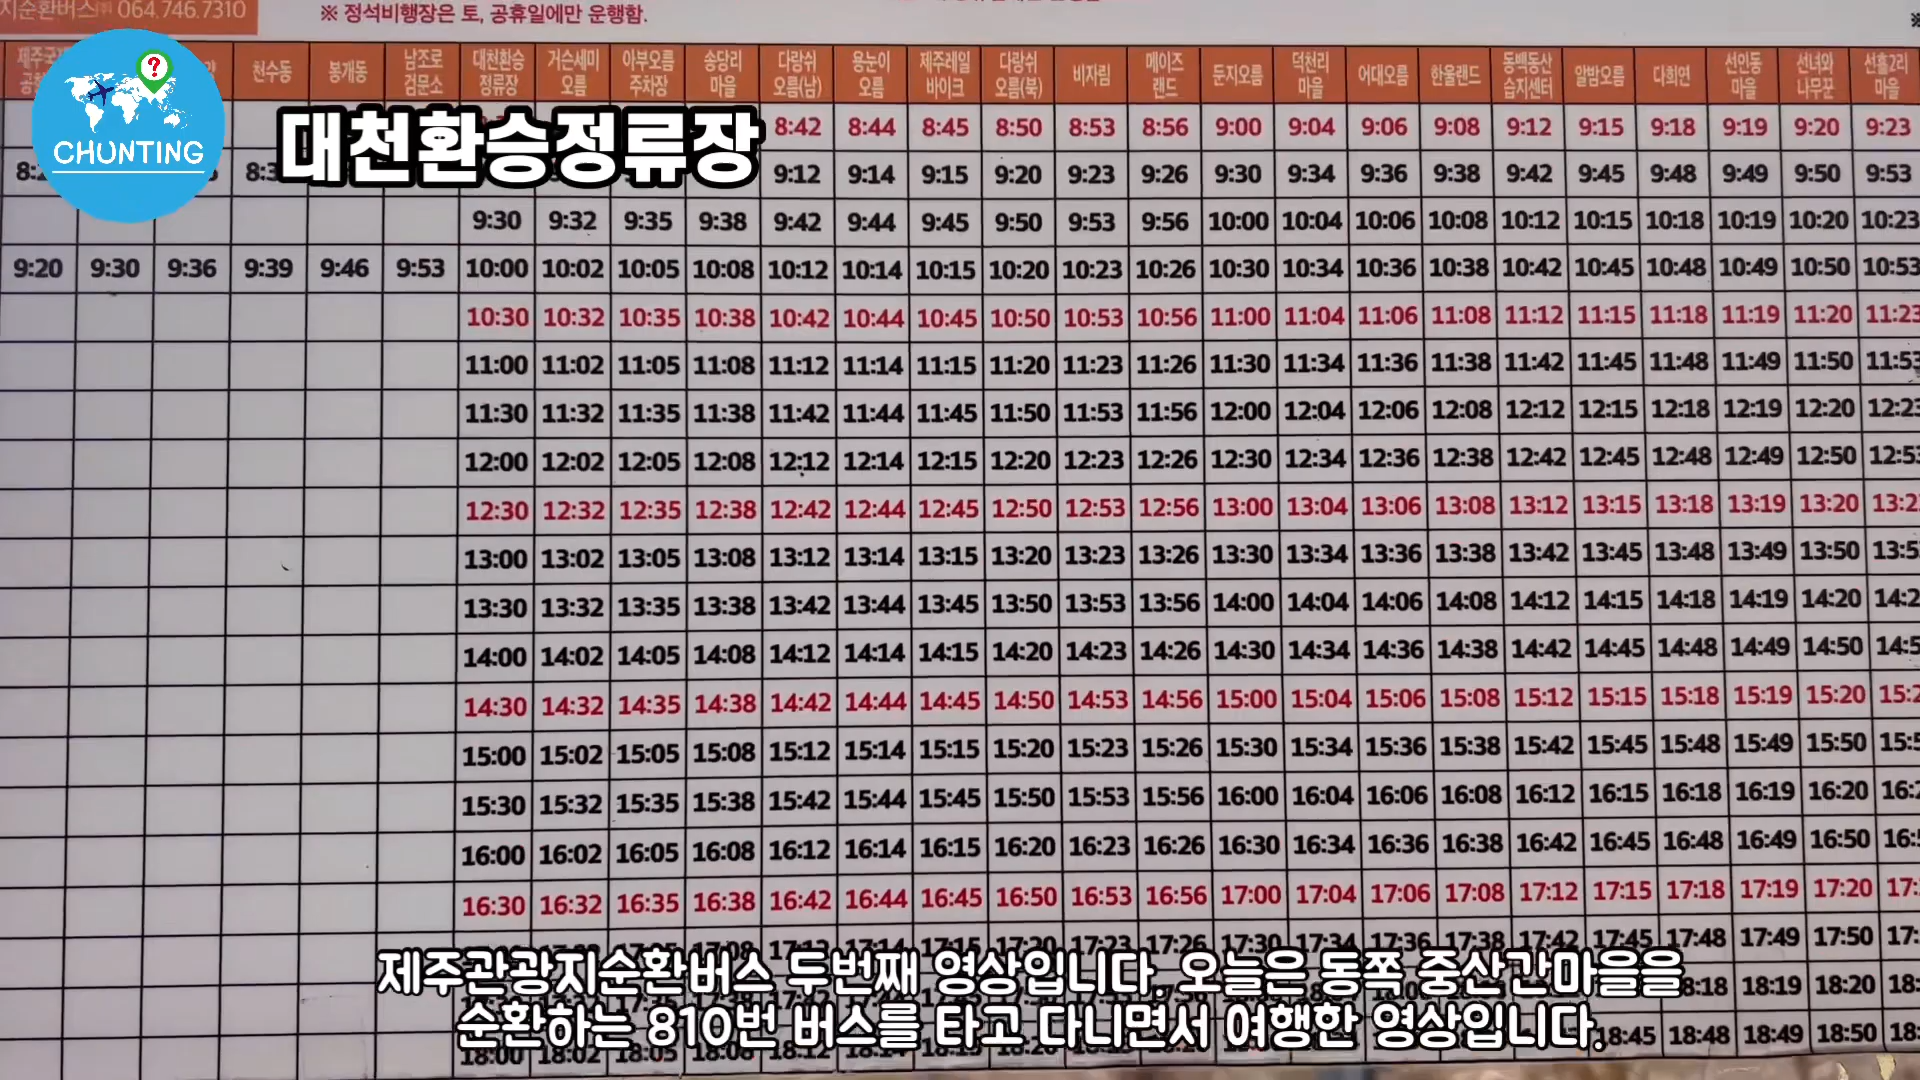 지순환버스㈜ 064.746.7310
※ 정석비행장은 토, 공휴일에만 운행함.
천수동 봉개동 남조로 검문소 대천환승 정류장 거슨세미 오름 아부오름 주차장 송당리 마을 다랑쉬 오름(남) 용눈이 오름 제주레일 바이크 다랑쉬 오름(북) 비자림 메이즈 랜드 둔지오름 덕천리 마을 어대오름 한울랜드 동백동산 습지센터 알밤오름 다희연 선인동 마을 선녀와 나무꾼 선흘2리 마을
CHUNTING
대천환승정류장
8:42 8:44 8:45 8:50 8:53 8:56 9:00 9:04 9:06 9:08 9:12 9:15 9:18 9:19 9:20 9:23
9:12 9:14 9:15 9:20 9:23 9:26 9:30 9:34 9:36 9:38 9:42 9:45 9:48 9:49 9:50 9:53
9:30 9:32 9:35 9:38 9:42 9:44 9:45 9:50 9:53 9:56 10:00 10:04 10:06 10:08 10:12 10:15 10:18 10:19 10:20 10:23
9:20 9:30 9:36 9:39 9:46 9:53 10:00 10:02 10:05 10:08 10:12 10:14 10:15 10:20 10:23 10:26 10:30 10:34 10:36 10:38 10:42 10:45 10:48 10:49 10:50 10:53
10:30 10:32 10:35 10:38 10:42 10:44 10:45 10:50 10:53 10:56 11:00 11:04 11:06 11:08 11:12 11:15 11:18 11:19 11:20 11:23
11:00 11:02 11:05 11:08 11:12 11:14 11:15 11:20 11:23 11:26 11:30 11:34 11:36 11:38 11:42 11:45 11:48 11:49 11:50 11:53
11:30 11:32 11:35 11:38 11:42 11:44 11:45 11:50 11:53 11:56 12:00 12:04 12:06 12:08 12:12 12:15 12:18 12:19 12:20 12:23
12:00 12:02 12:05 12:08 12:12 12:14 12:15 12:20 12:23 12:26 12:30 12:34 12:36 12:38 12:42 12:45 12:48 12:49 12:50 12:53
12:30 12:32 12:35 12:38 12:42 12:44 12:45 12:50 12:53 12:56 13:00 13:04 13:06 13:08 13:12 13:15 13:18 13:19 13:20
13:00 13:02 13:05 13:08 13:12 13:14 13:15 13:20 13:23 13:26 13:30 13:34 13:36 13:38 13:42 13:45 13:48 13:49 13:50
13:30 13:32 13:35 13:38 13:42 13:44 13:45 13:50 13:53 13:56 14:00 14:04 14:06 14:08 14:12 14:15 14:18 14:19 14:20
14:00 14:02 14:05 14:08 14:12 14:14 14:15 14:20 14:23 14:26 14:30 14:34 14:36 14:38 14:42 14:45 14:48 14:49 14:50
14:30 14:32 14:35 14:38 14:42 14:44 14:45 14:50 14:53 14:56 15:00 15:04 15:06 15:08 15:12 15:15 15:18 15:19 15:20
15:00 15:02 15:05 15:08 15:12 15:14 15:15 15:20 15:23 15:26 15:30 15:34 15:36 15:38 15:42 15:45 15:48 15:49 15:50
15:30 15:32 15:35 15:38 15:42 15:44 15:45 15:50 15:53 15:56 16:00 16:04 16:06 16:08 16:12 16:15 16:18 16:19 16:20
16:00 16:02 16:05 16:08 16:12 16:14 16:15 16:20 16:23 16:26 16:30 16:34 16:36 16:38 16:42 16:45 16:48 16:49 16:50
16:30 16:32 16:35 16:38 16:42 16:44 16:45 16:50 16:53 16:56 17:00 17:04 17:06 17:08 17:12 17:15 17:18 17:19 17:20
17:08 17:12 17:14 17:15 17:20 17:23 17:26 17:30 17:34 17:36 17:38 17:42 17:45 17:48 17:49 17:50
제주관광지순환버스 두번째 영상입니다. 오늘은 동쪽 중산간마을을
18:18 18:19 18:20
순환하는 810번 버스를 타고 다니면서 여행한 영상입니다.
18:00 18:02 18:05 18:08 18:12 18:45 18:48 18:49 18:50